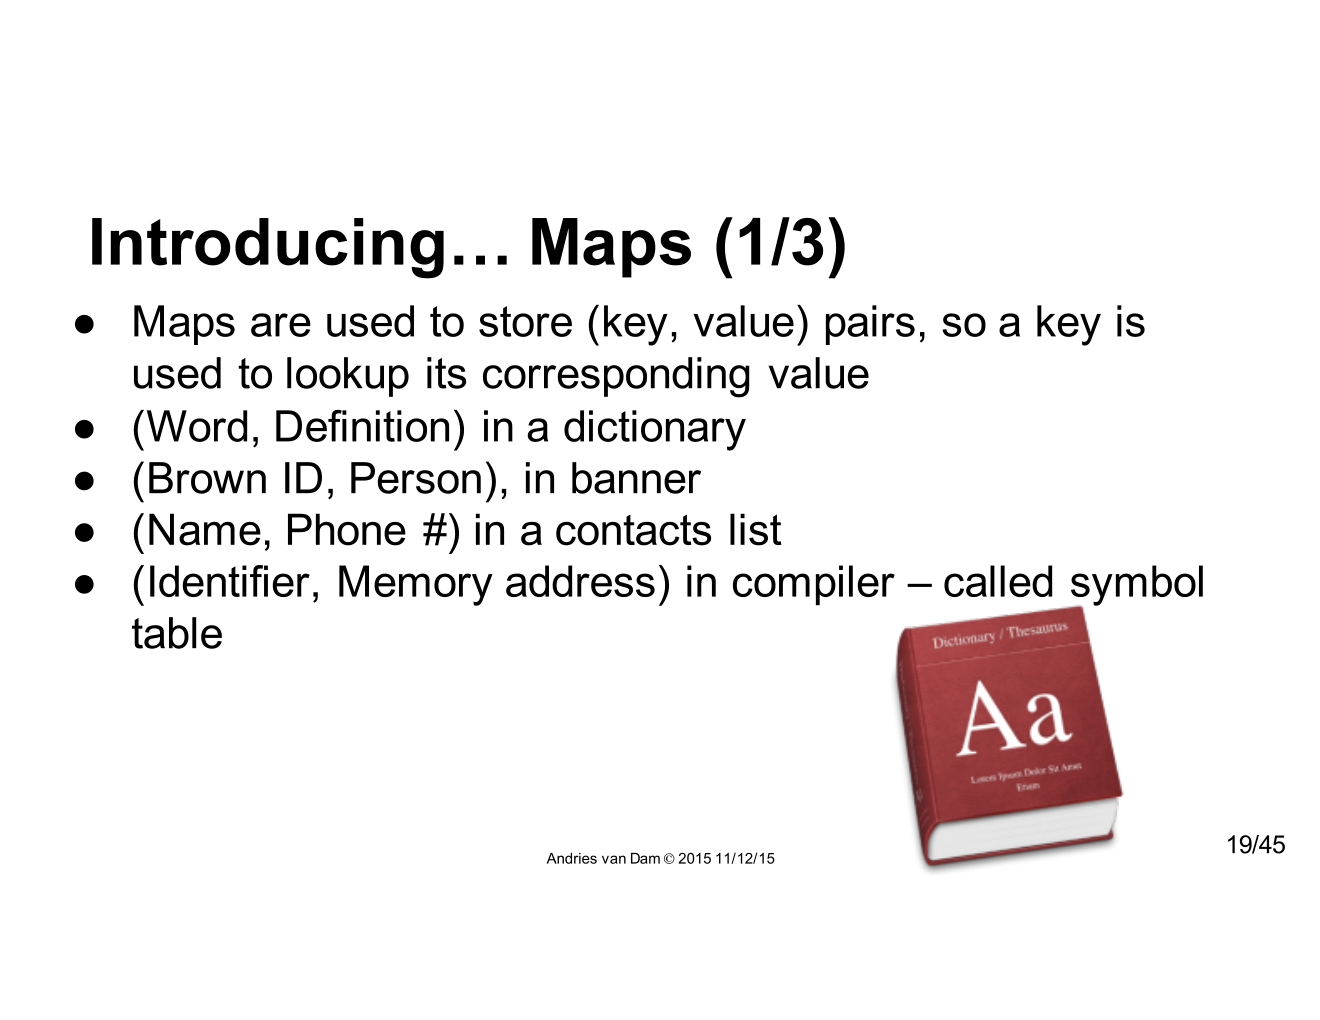 Introducing… Maps (1/3)
● Maps are used to store (key, value) pairs, so a key is
used to lookup its corresponding value
● (Word, Definition) in a dictionary
● (Brown ID, Person), in banner
● (Name, Phone #) in a contacts list
● (Identifier, Memory address) in compiler – called symbol
table
Dictionary / Thesaurus
Aa
Lorem Ipsum Dolor Sit Amet
Etiam
Andries van Dam © 2015 11/12/15
19/45